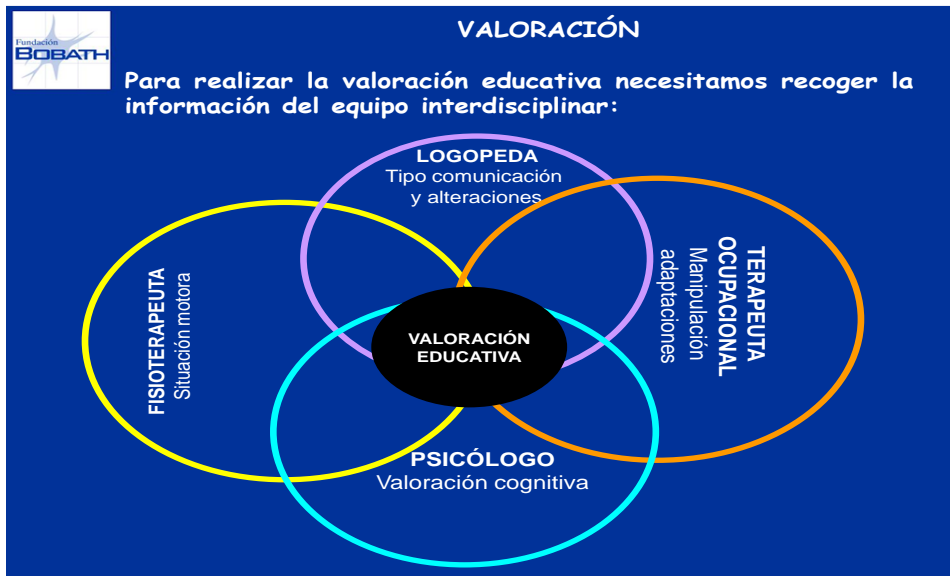 Fundación
BOBATH
VALORACIÓN
Para realizar la valoración educativa necesitamos recoger la
información del equipo interdisciplinar:
LOGOPEDA
Tipo comunicación
y alteraciones
FISIOTERAPEUTA
Situación motora
VALORACIÓN
EDUCATIVA
TERAPEUTA
OCUPACIONAL
Manipulación
adaptaciones
PSICÓLOGO
Valoración cognitiva